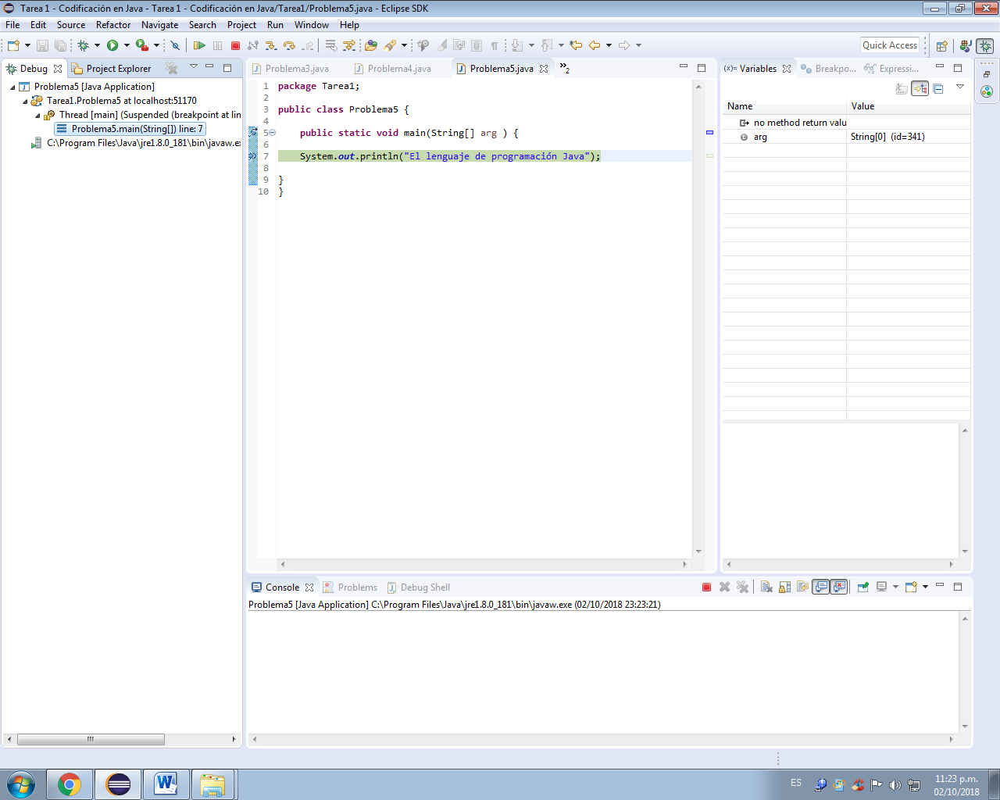 Tarea 1 - Codificación en Java - Tarea 1 - Codificación en Java/Tarea1/Problema5.java - Eclipse SDK
File Edit Source Refactor Navigate Search Project Run Window Help
Quick Access
Debug Project Explorer
Problema5 [Java Application]
Tarea1.Problema5 at localhost:51170
Thread [main] (Suspended (breakpoint at lin
Problema5.main(String[]) line: 7
C:\Program Files\Java\jre1.8.0_181\bin\javaw.e
Problema3.java Problema4.java Problema5.java »2
1 package Tarea1;
2
3 public class Problema5 {
4
5 public static void main(String[] arg ) {
6
7 System.out.println("El lenguaje de programación Java");
8
9 }
10 }
(x)= Variables Breakpo... Expressi...
Name Value
no method return valu
arg String[0] (id=341)
Console Problems Debug Shell
Problema5 [Java Application] C:\Program Files\Java\jre1.8.0_181\bin\javaw.exe (02/10/2018 23:23:21)
ES
11:23 p.m.
02/10/2018